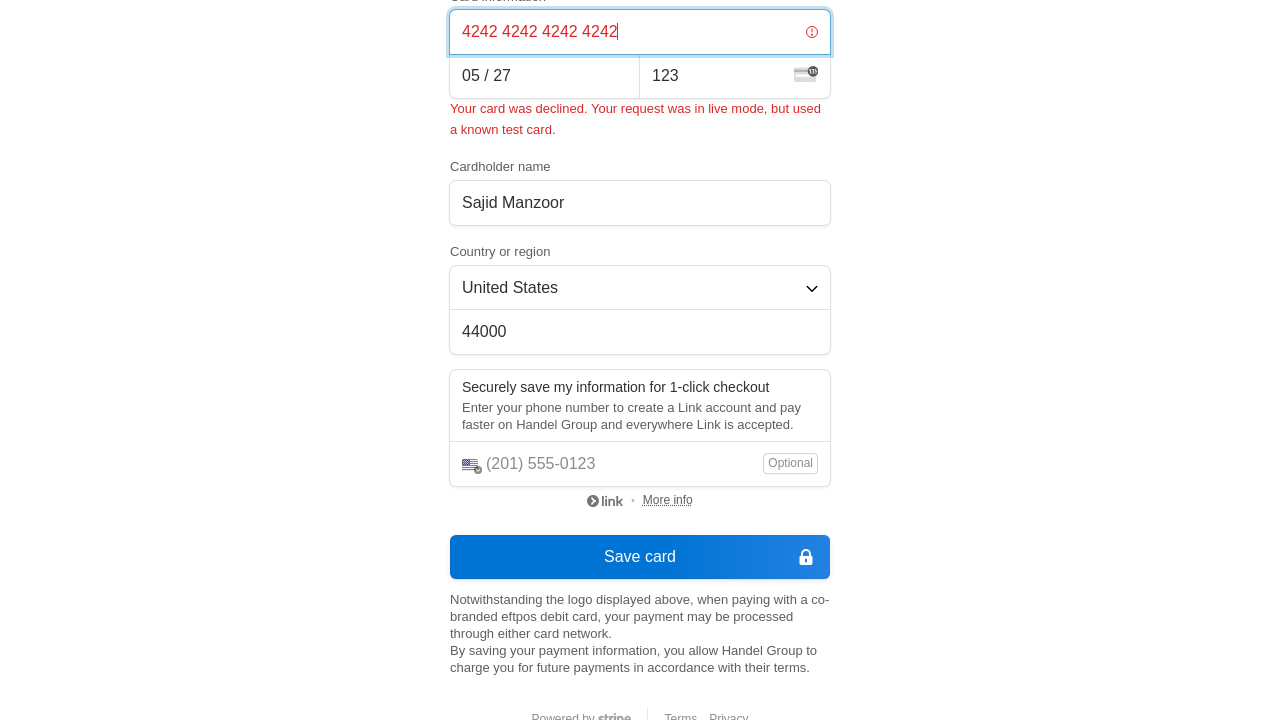 4242 4242 4242 4242
05 / 27
123
Your card was declined. Your request was in live mode, but used
a known test card.
Cardholder name
Sajid Manzoor
Country or region
United States
44000
Securely save my information for 1-click checkout
Enter your phone number to create a Link account and pay
faster on Handel Group and everywhere Link is accepted.
(201) 555-0123
Optional
link • More info
Save card
Notwithstanding the logo displayed above, when paying with a co-
branded eftpos debit card, your payment may be processed
through either card network.
By saving your payment information, you allow Handel Group to
charge you for future payments in accordance with their terms.
Powered by stripe
Terms Privacy